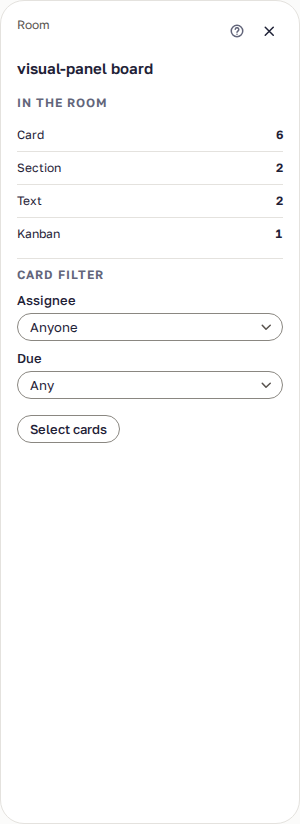 Room
visual-panel board
IN THE ROOM
Card 6
Section 2
Text 2
Kanban 1
CARD FILTER
Assignee
Anyone
Due
Any
Select cards